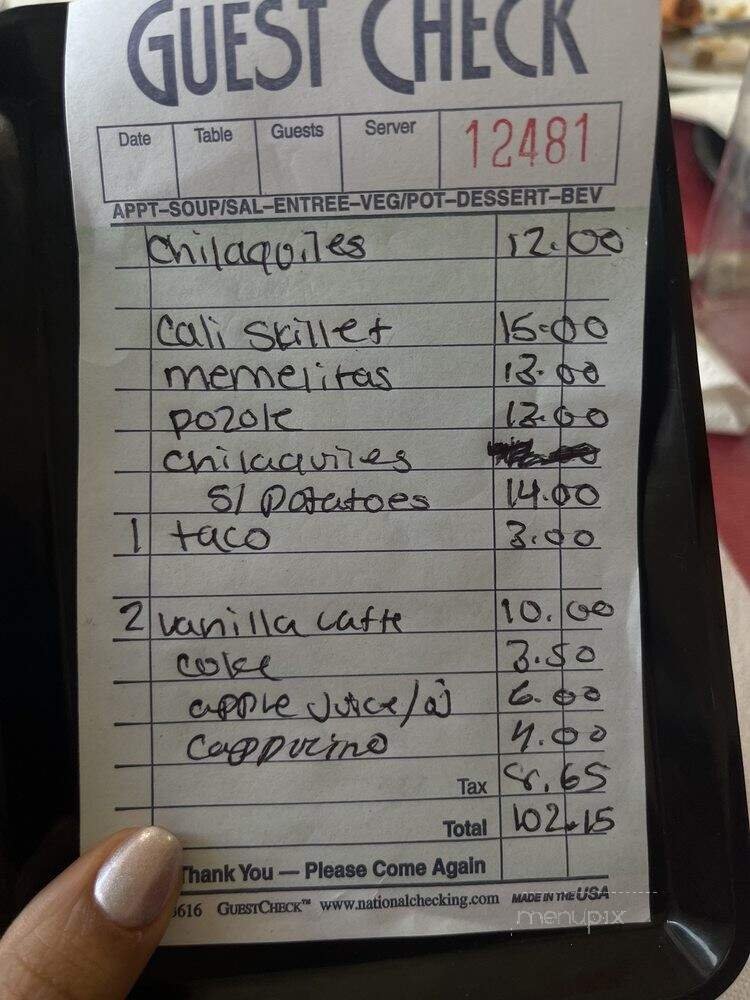 GUEST CHECK
Date Table Guests Server 12481
APPT–SOUP/SAL–ENTREE–VEG/POT–DESSERT–BEV
Chilaquiles 12.00
Cali Skillet 15.00
memelitas 13.00
pozole 13.00
chilaquiles
S/ Potatoes 14.00
1 taco 3.00
2 vanilla Latte 10.00
coke 3.50
apple Juice/oj 6.00
Cappucino 4.00
Tax 8.65
Total 102.15
Thank You — Please Come Again
3616 GUESTCHECK™ www.nationalchecking.com MADE IN THE USA
menupix